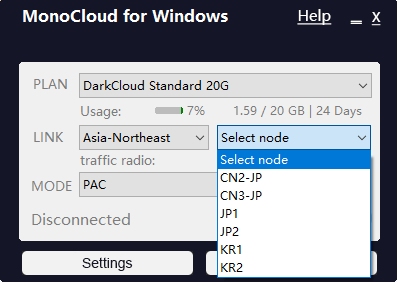 MonoCloud for Windows Help _ X
PLAN DarkCloud Standard 20G
Usage: 7% 1.59 / 20 GB | 24 Days
LINK Asia-Northeast Select node
traffic radio: Select node
CN2-JP
MODE PAC CN3-JP
JP1
Disconnected JP2
KR1
Settings KR2